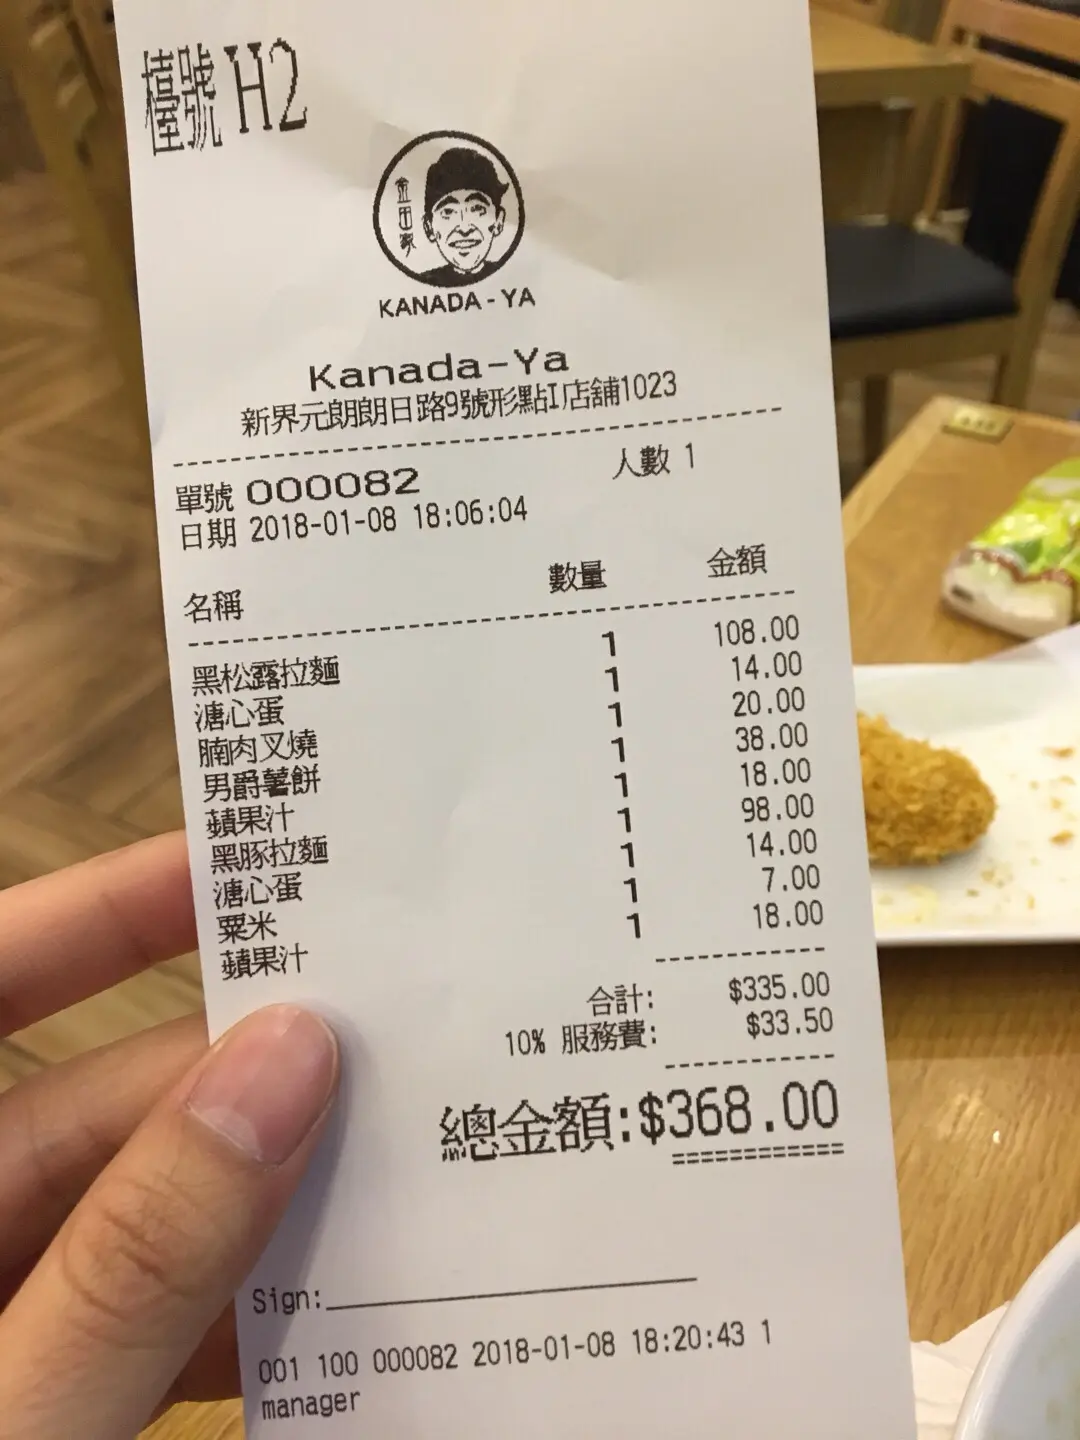 檯號 H2
金田家
KANADA-YA
Kanada-Ya
新界元朗朗日路9號形點I店舖1023
單號 000082 人數 1
日期 2018-01-08 18:06:04
名稱 數量 金額
黑松露拉麵 1 108.00
溏心蛋 1 14.00
腩肉叉燒 1 20.00
男爵薯餅 1 38.00
蘋果汁 1 18.00
黑豚拉麵 1 98.00
溏心蛋 1 14.00
粟米 1 7.00
蘋果汁 1 18.00
合計: $335.00
10% 服務費: $33.50
總金額:$368.00
Sign:
001 100 000082 2018-01-08 18:20:43 1
manager